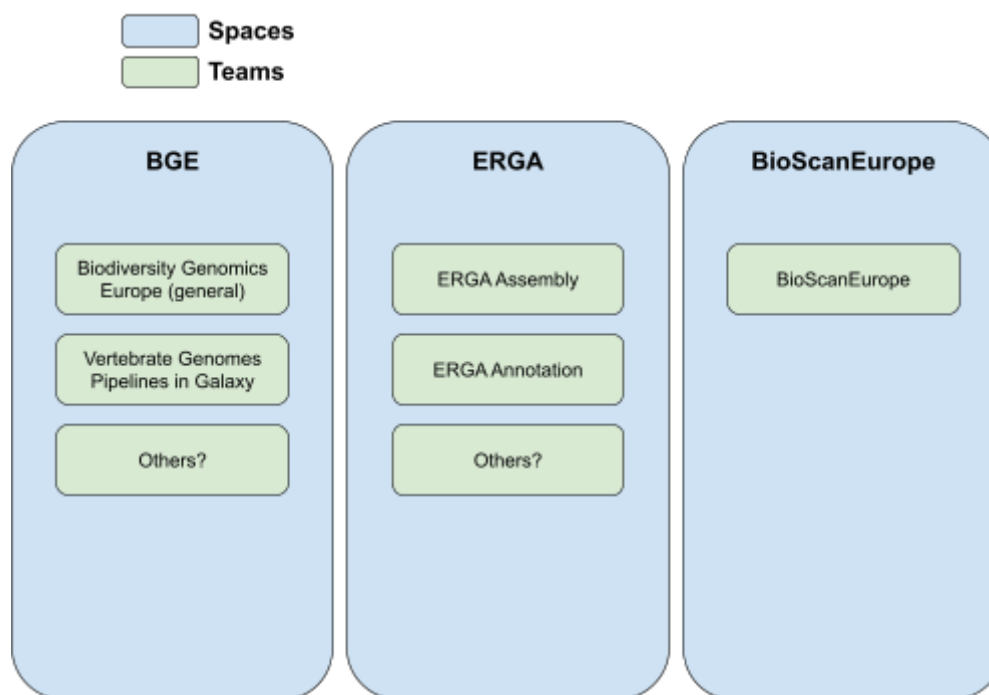 Spaces
Teams
BGE
Biodiversity Genomics
Europe (general)
Vertebrate Genomes
Pipelines in Galaxy
Others?
ERGA
ERGA Assembly
ERGA Annotation
Others?
BioScanEurope
BioScanEurope